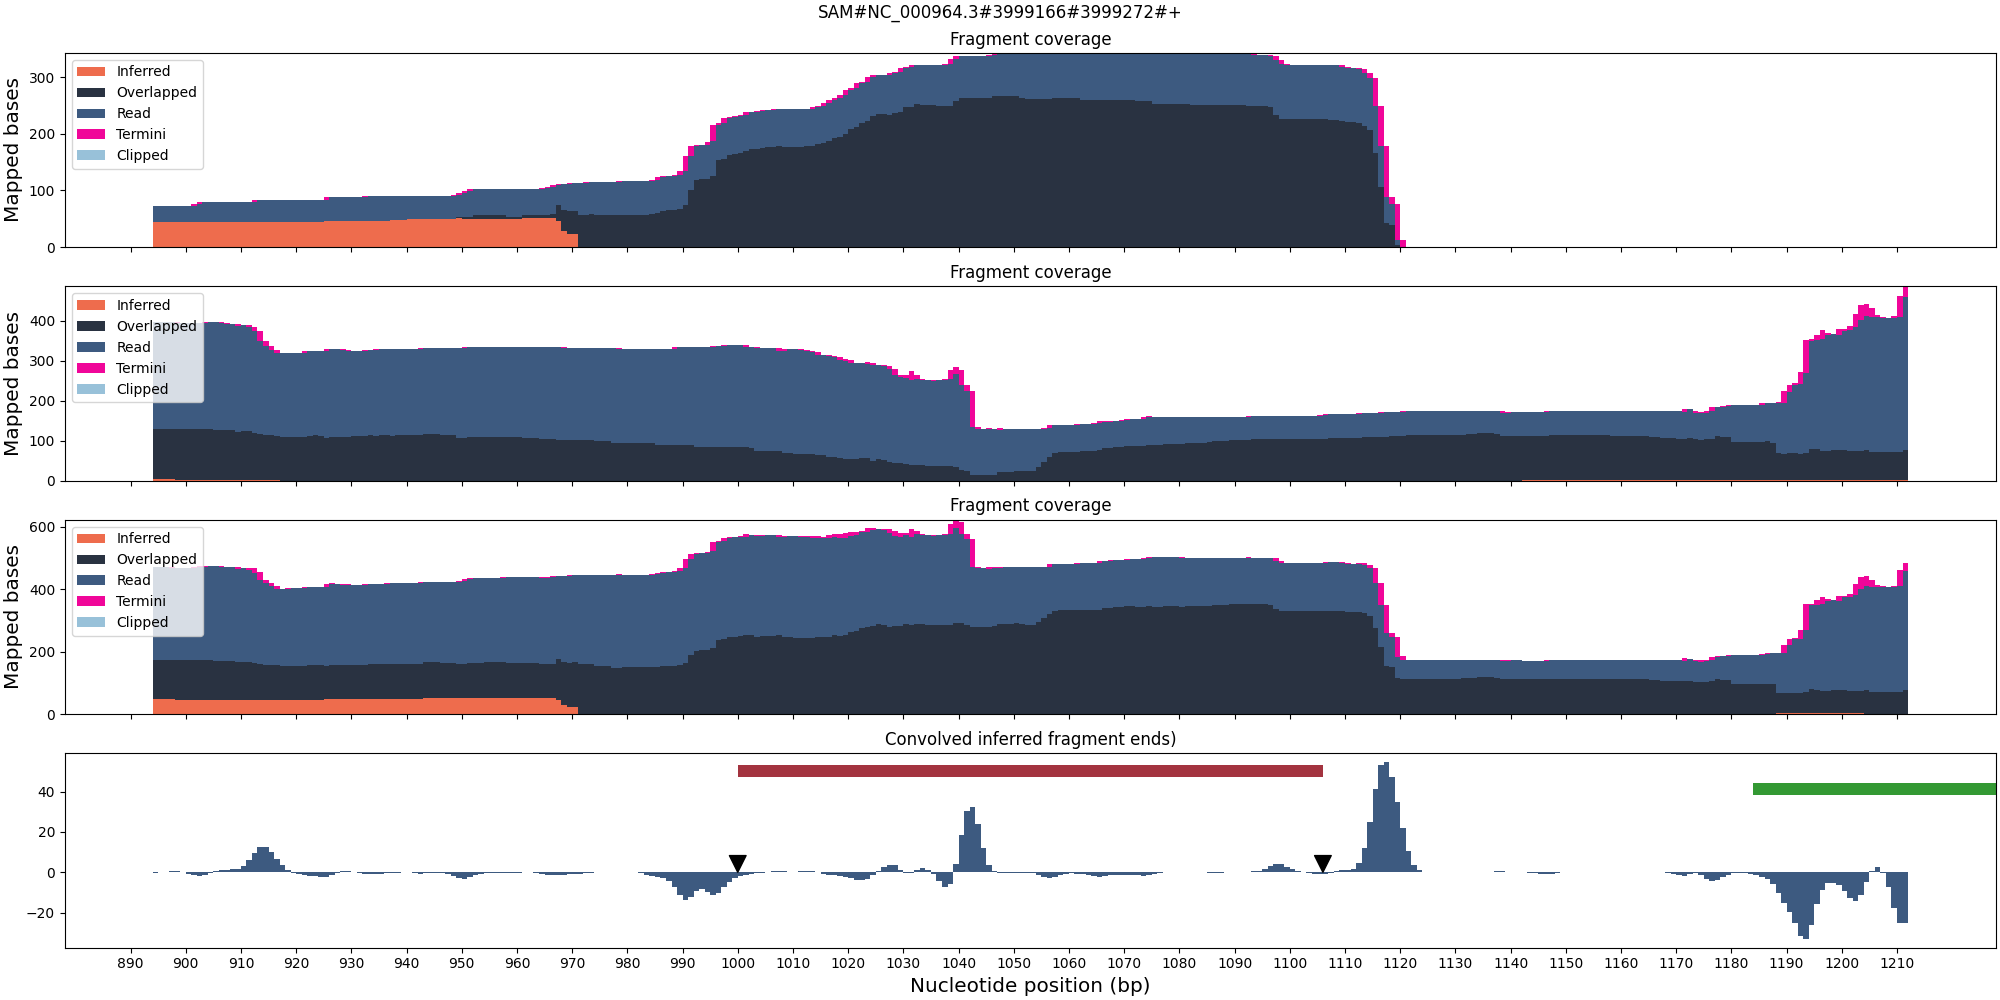 SAM#NC_000964.3#3999166#3999272#+
Fragment coverage
Mapped bases
300
200
100
0
Inferred
Overlapped
Read
Termini
Clipped
Fragment coverage
Mapped bases
400
300
200
100
0
Inferred
Overlapped
Read
Termini
Clipped
Fragment coverage
Mapped bases
600
400
200
0
Inferred
Overlapped
Read
Termini
Clipped
Convolved inferred fragment ends)
40
20
0
−20
890 900 910 920 930 940 950 960 970 980 990 1000 1010 1020 1030 1040 1050 1060 1070 1080 1090 1100 1110 1120 1130 1140 1150 1160 1170 1180 1190 1200 1210
Nucleotide position (bp)